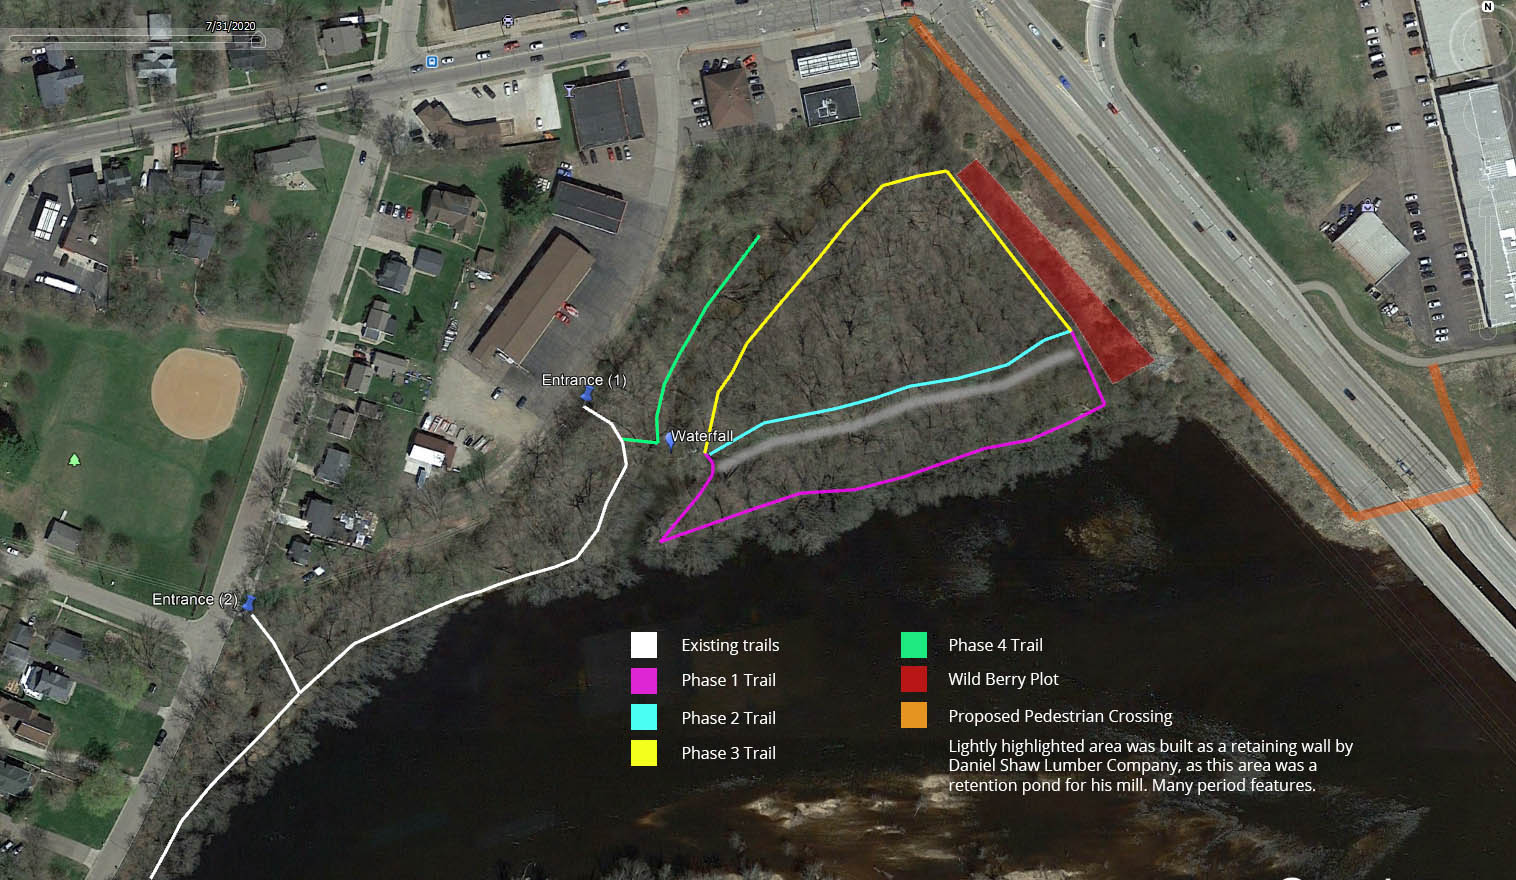 7/31/2020
N
Entrance (1)
Waterfall
Entrance (2)
Existing trails
Phase 1 Trail
Phase 2 Trail
Phase 3 Trail
Phase 4 Trail
Wild Berry Plot
Proposed Pedestrian Crossing
Lightly highlighted area was built as a retaining wall by
Daniel Shaw Lumber Company, as this area was a
retention pond for his mill. Many period features.